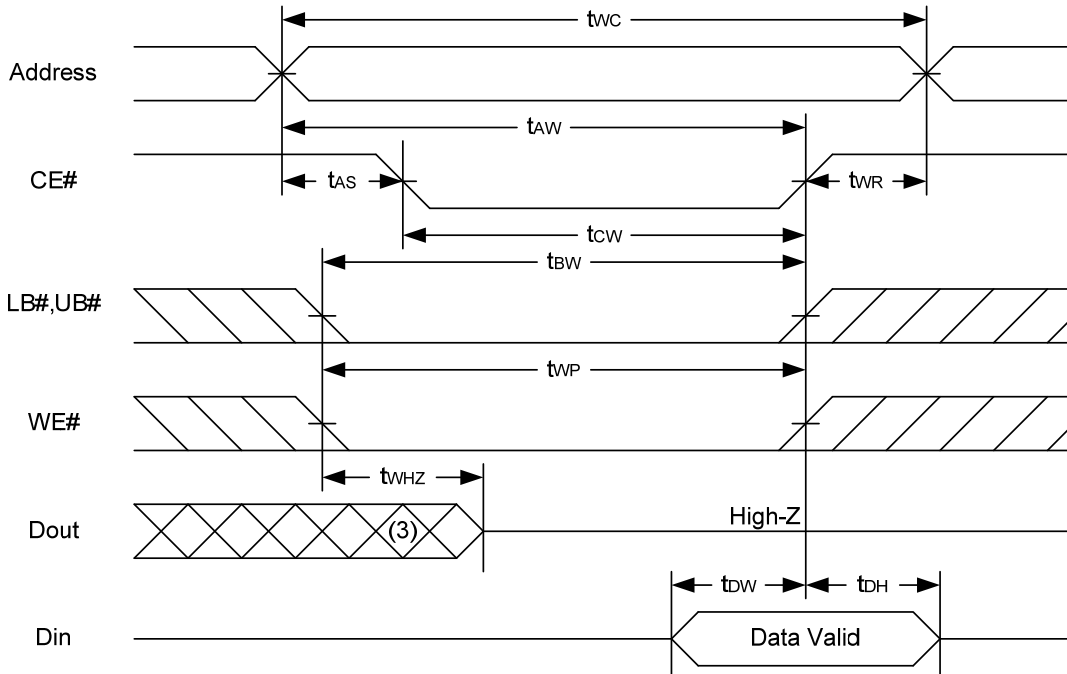 tWC
Address
tAW
CE#
tAS
tWR
tCW
tBW
LB#,UB#
tWP
WE#
tWHZ
Dout
(3)
High-Z
tDW
tDH
Din
Data Valid